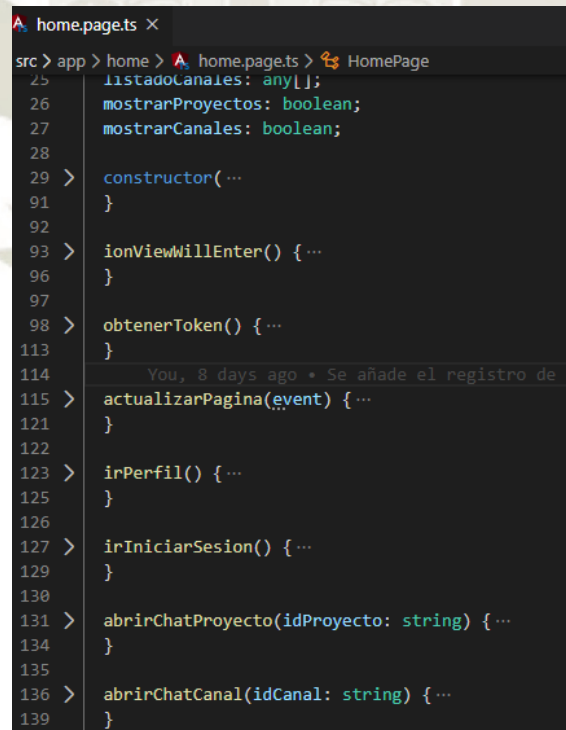 home.page.ts ×
src > app > home > home.page.ts > HomePage
25 listadoCanales: any[];
26 mostrarProyectos: boolean;
27 mostrarCanales: boolean;
28
29 > constructor( ···
91 }
92
93 > ionViewWillEnter() { ···
96 }
97
98 > obtenerToken() { ···
113 }
114 You, 8 days ago • Se añade el registro de
115 > actualizarPagina(event) { ···
121 }
122
123 > irPerfil() { ···
125 }
126
127 > irIniciarSesion() { ···
129 }
130
131 > abrirChatProyecto(idProyecto: string) { ···
134 }
135
136 > abrirChatCanal(idCanal: string) { ···
139 }